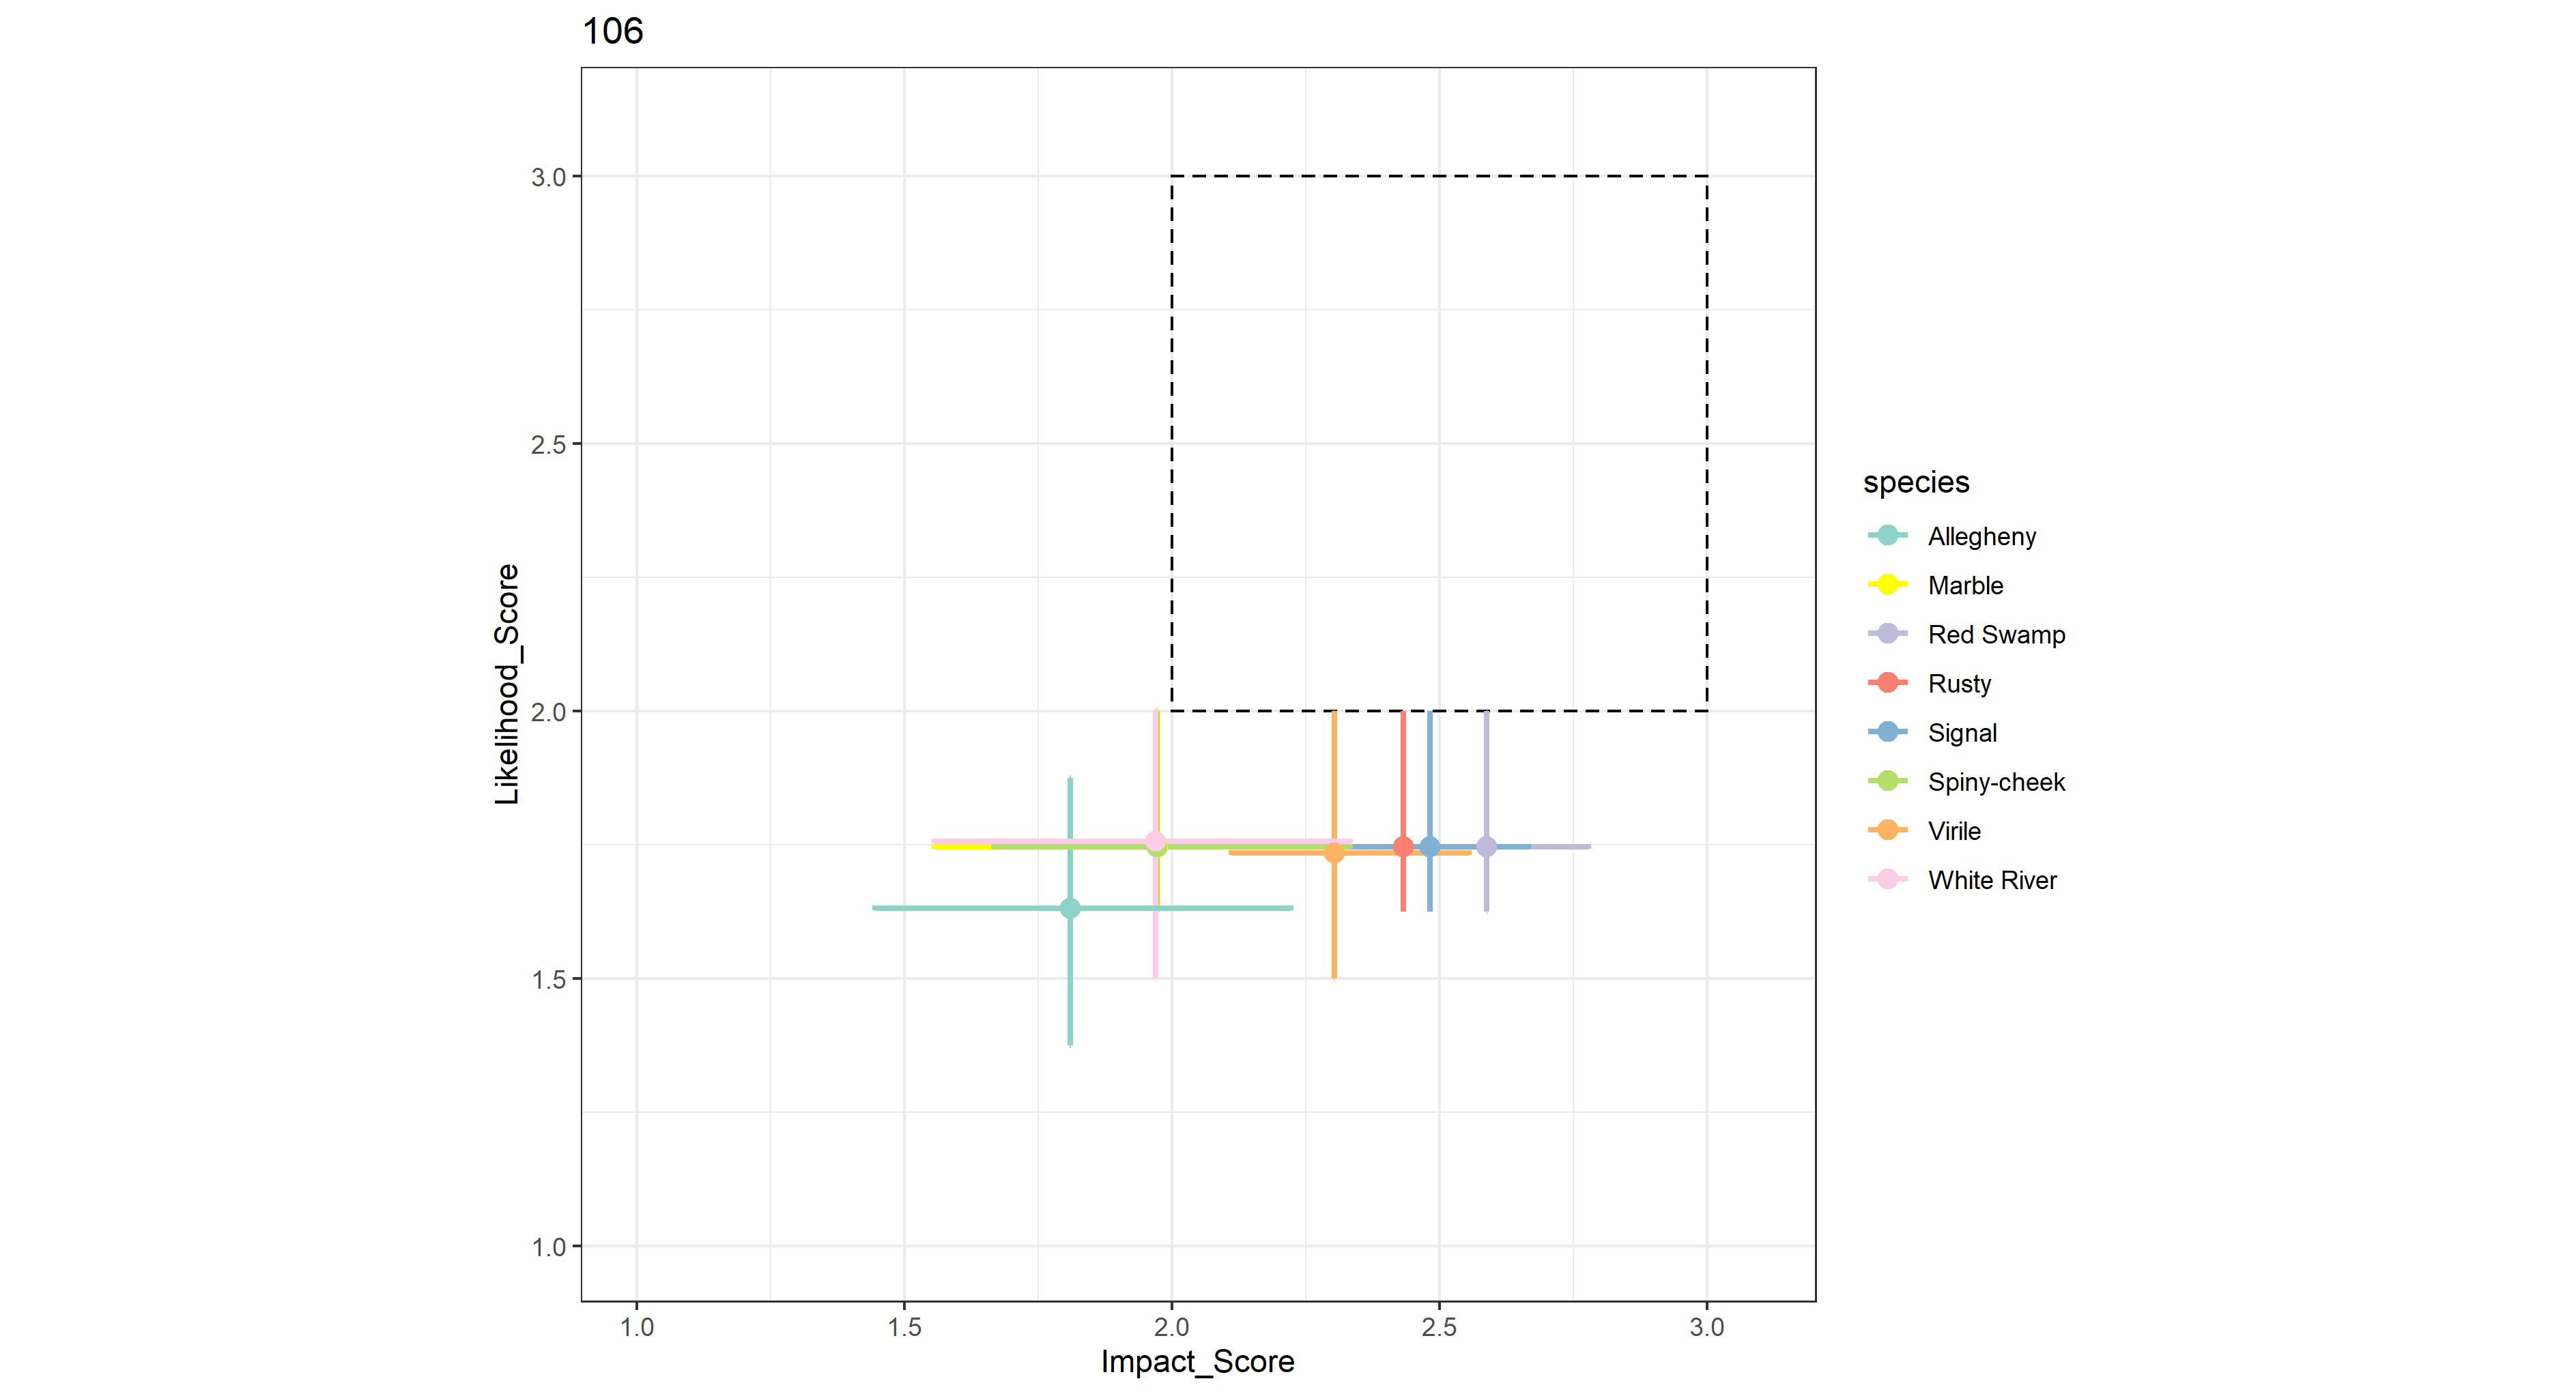 106
Likelihood_Score
3.0
2.5
2.0
1.5
1.0
1.0 1.5 2.0 2.5 3.0
Impact_Score
species
Allegheny
Marble
Red Swamp
Rusty
Signal
Spiny-cheek
Virile
White River